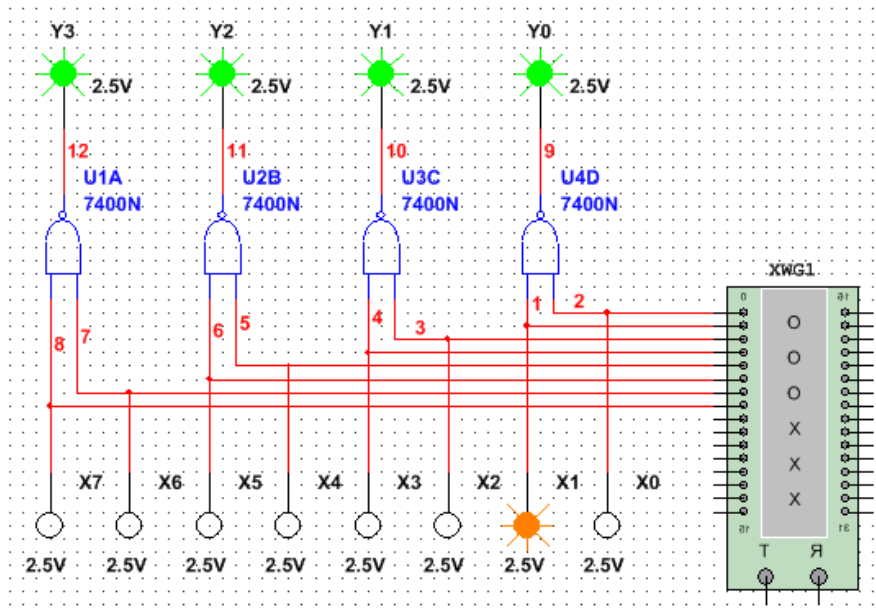 Y3 Y2 Y1 Y0
2.5V 2.5V 2.5V 2.5V
12 11 10 9
U1A U2B U3C U4D
7400N 7400N 7400N 7400N
XWG1
0 16
1 2
8 7 6 5 4 3
O
O
O
X
X
X
X7 X6 X5 X4 X3 X2 X1 X0
15 31
T R
2.5V 2.5V 2.5V 2.5V 2.5V 2.5V 2.5V 2.5V